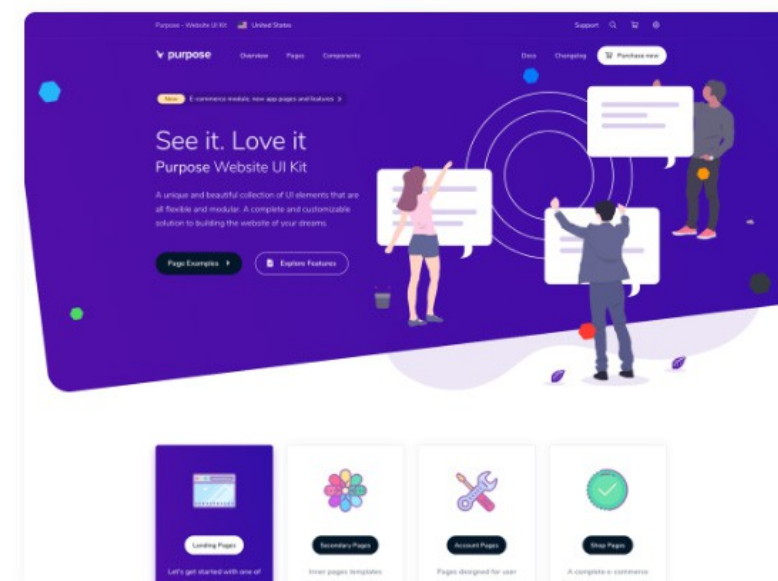 Purpose - Website UI Kit United States Support
purpose Overview Pages Components Docs Changelog Purchase now
New E-commerce module, new app pages and features
See it. Love it
Purpose Website UI Kit
A unique and beautiful collection of UI elements that are
all flexible and modular. A complete and customizable
solution to building the website of your dreams.
Page Examples Explore Features
Landing Pages Secondary Pages Account Pages Shop Pages
Let's get started with one of Inner pages templates Pages designed for user A complete e-commerce